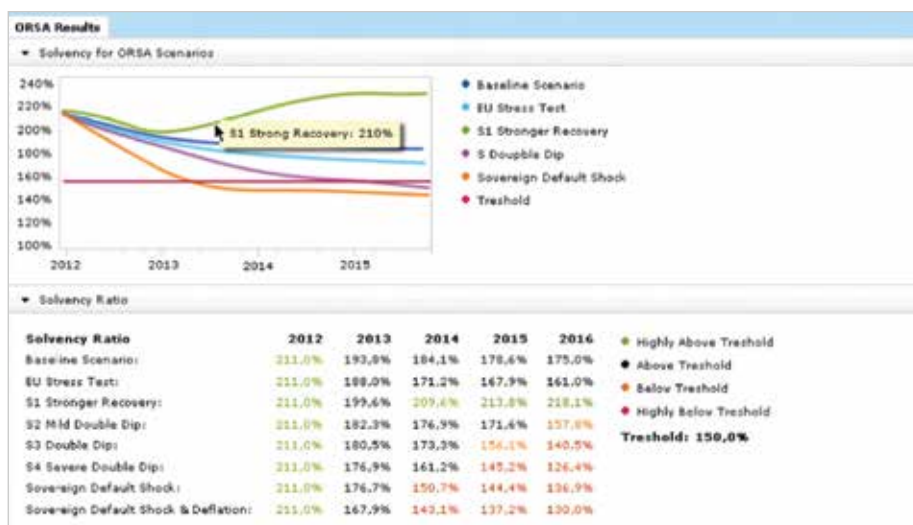 ORSA Results
Solvency for ORSA Scenarios
240%
220%
200%
180%
160%
140%
120%
100%
2012 2013 2014 2015
S1 Strong Recovery: 210%
Baseline Scenario
EU Stress Test
S1 Stronger Recovery
S Doupble Dip
Sovereign Default Shock
Treshold
Solvency Ratio
Solvency Ratio 2012 2013 2014 2015 2016
Baseline Scenario: 211,0% 193,8% 184,1% 178,6% 175,0%
EU Stress Test: 211,0% 188,0% 171,2% 167,9% 161,0%
S1 Stronger Recovery: 211,0% 199,6% 209,6% 213,8% 218,1%
S2 Mild Double Dip: 211,0% 182,3% 176,9% 171,6% 157,8%
S3 Double Dip: 211,0% 180,5% 173,3% 156,1% 140,5%
S4 Severe Double Dip: 211,0% 176,9% 161,2% 145,2% 126,4%
Sovereign Default Shock: 211,0% 176,7% 150,7% 144,4% 136,9%
Sovereign Default Shock & Deflation: 211,0% 167,9% 143,1% 137,2% 130,0%
Highly Above Treshold
Above Treshold
Below Treshold
Highly Below Treshold
Treshold: 150,0%